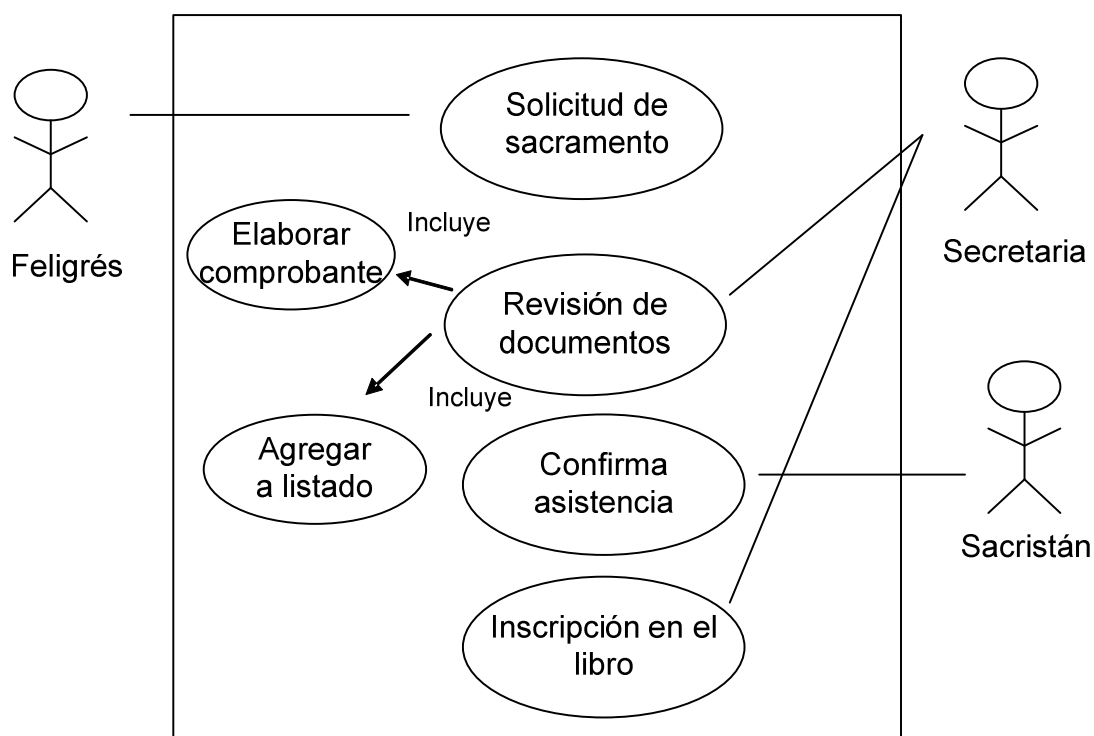 Solicitud de
sacramento
Feligrés
Elaborar
comprobante
Incluye
Secretaria
Revisión de
documentos
Incluye
Agregar
a listado
Confirma
asistencia
Sacristán
Inscripción en el
libro